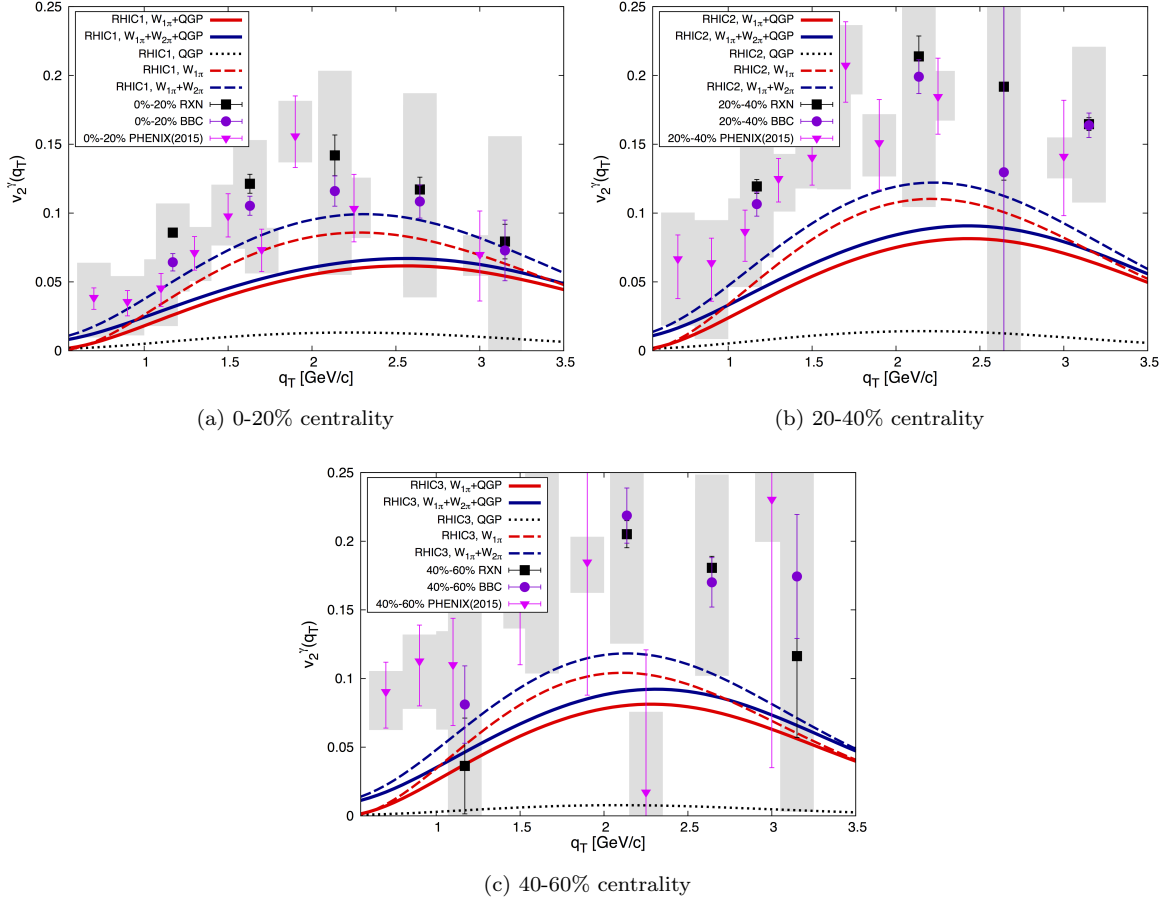 RHIC1, W1π+QGP
RHIC1, W1π+W2π+QGP
RHIC1, QGP
RHIC1, W1π
RHIC1, W1π+W2π
0%-20% RXN
0%-20% BBC
0%-20% PHENIX(2015)
0.25
0.2
0.15
0.1
0.05
0
v2γ(qT)
1 1.5 2 2.5 3 3.5
qT [GeV/c]
(a) 0-20% centrality
RHIC2, W1π+QGP
RHIC2, W1π+W2π+QGP
RHIC2, QGP
RHIC2, W1π
RHIC2, W1π+W2π
20%-40% RXN
20%-40% BBC
20%-40% PHENIX(2015)
0.25
0.2
0.15
0.1
0.05
0
v2γ(qT)
1 1.5 2 2.5 3 3.5
qT [GeV/c]
(b) 20-40% centrality
RHIC3, W1π+QGP
RHIC3, W1π+W2π+QGP
RHIC3, QGP
RHIC3, W1π
RHIC3, W1π+W2π
40%-60% RXN
40%-60% BBC
40%-60% PHENIX(2015)
0.25
0.2
0.15
0.1
0.05
0
v2γ(qT)
1 1.5 2 2.5 3 3.5
qT [GeV/c]
(c) 40-60% centrality